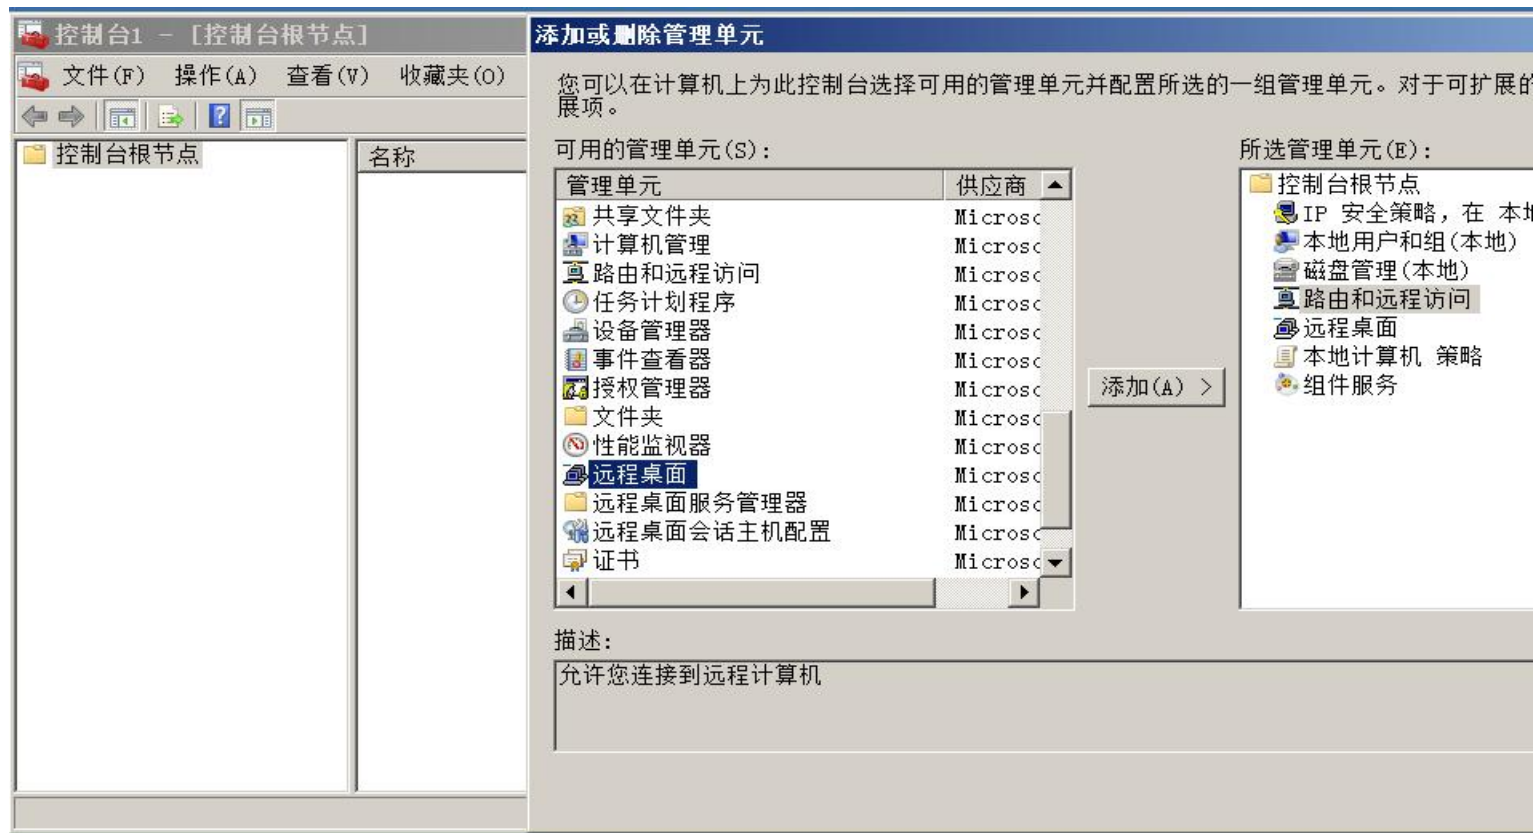 控制台1 - [控制台根节点]
文件(F) 操作(A) 查看(V) 收藏夹(O)
控制台根节点
名称
添加或删除管理单元
您可以在计算机上为此控制台选择可用的管理单元并配置所选的一组管理单元。对于可扩展的
展项。
可用的管理单元(S):
管理单元 供应商
共享文件夹 Microsc
计算机管理 Microsc
路由和远程访问 Microsc
任务计划程序 Microsc
设备管理器 Microsc
事件查看器 Microsc
授权管理器 Microsc
文件夹 Microsc
性能监视器 Microsc
远程桌面 Microsc
远程桌面服务管理器 Microsc
远程桌面会话主机配置 Microsc
证书 Microsc
添加(A) >
所选管理单元(E):
控制台根节点
IP 安全策略, 在 本地
本地用户和组(本地)
磁盘管理(本地)
路由和远程访问
远程桌面
本地计算机 策略
组件服务
描述:
允许您连接到远程计算机